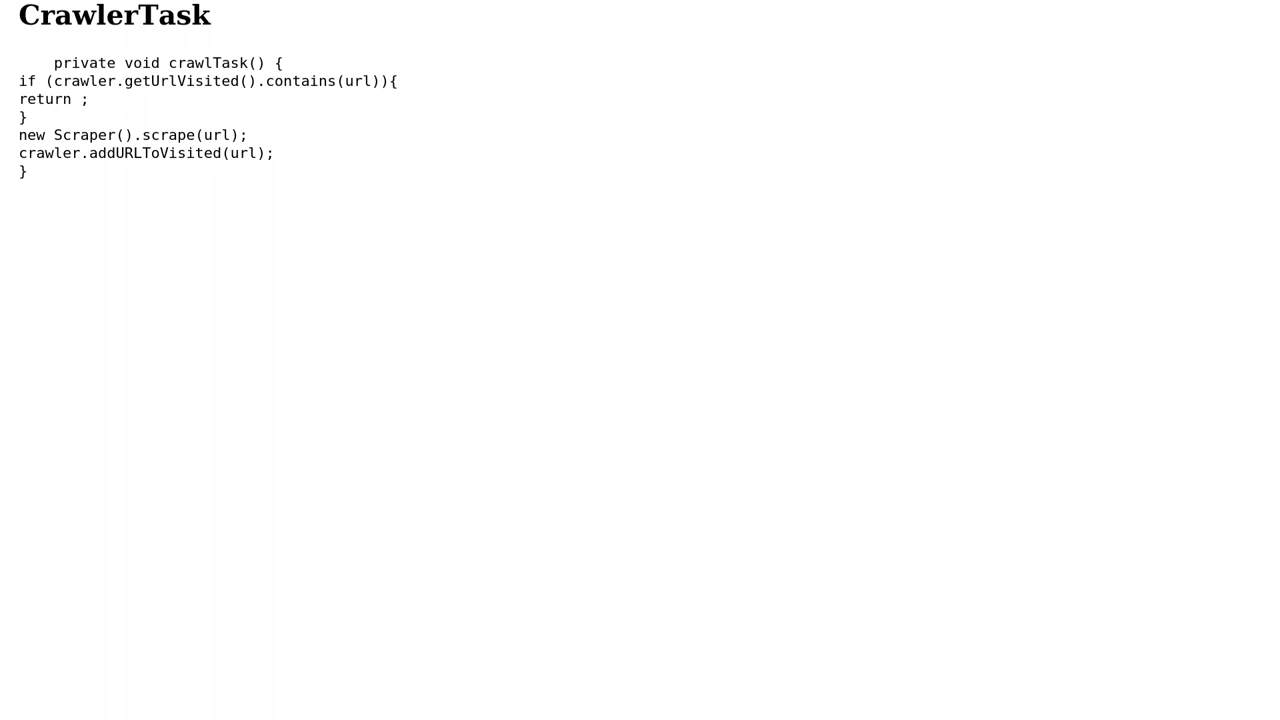 CrawlerTask
    private void crawlTask() {
if (crawler.getUrlVisited().contains(url)){
return ;
}
new Scraper().scrape(url);
crawler.addURLToVisited(url);
}